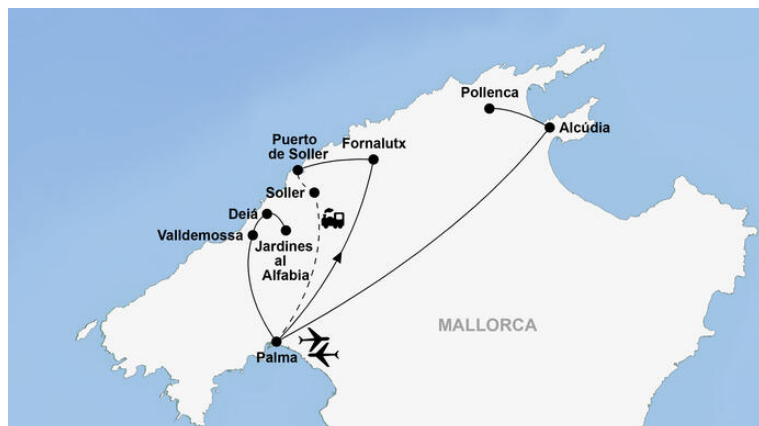 Pollenca
Alcúdia
Puerto
de Soller
Fornalutx
Soller
Deiá
Valldemossa
Jardines
al
Alfabia
MALLORCA
Palma